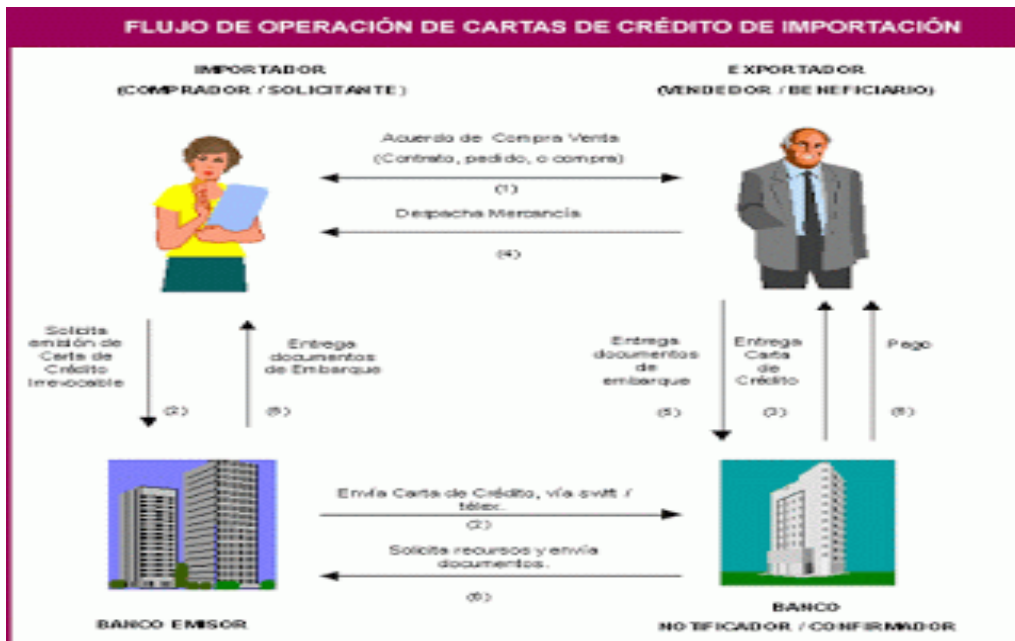 FLUJO DE OPERACIÓN DE CARTAS DE CRÉDITO DE IMPORTACIÓN
IMPORTADOR
(COMPRADOR / SOLICITANTE)
EXPORTADOR
(VENDEDOR / BENEFICIARIO)
Acuerdo de Compra Venta
(Contrato, pedido, o compra)
(1)
Despacha Mercancía
(4)
Solicita
emisión de
Carta de
Crédito
Irrevocable
(2)
Entrega
documentos
de Embarque
Entrega
documentos
de
embarque
(5)
Entrega
Carta
de
Crédito
(3)
Pago
Envía Carta de Crédito, vía swift /
télex.
(2)
Solicita recursos y envía
documentos.
(6)
BANCO EMISOR
BANCO
NOTIFICADOR / CONFIRMADOR